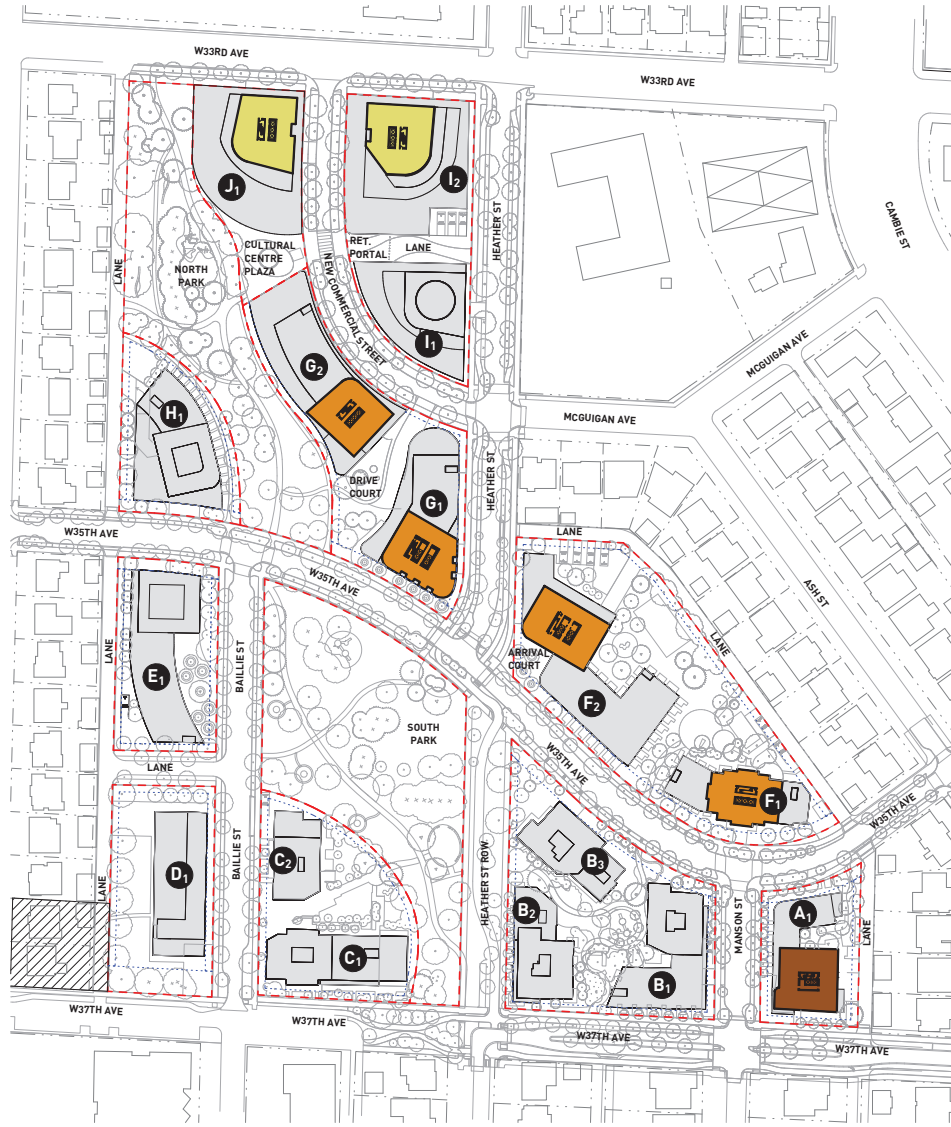 W33RD AVE
W33RD AVE
J1
I2
HEATHER ST
CAMBIE ST
CULTURAL
CENTRE
PLAZA
RET.
PORTAL
LANE
NORTH
PARK
LANE
NEW COMMERCIAL STREET
I1
G2
MCGUIGAN AVE
MCGUIGAN AVE
H1
DRIVE
COURT
G1
HEATHER ST
W35TH AVE
LANE
W35TH AVE
ASH ST
LANE
ARRIVAL
COURT
LANE
BAILLIE ST
E1
F2
SOUTH
PARK
W35TH AVE
LANE
F1
W35TH AVE
BAILLIE ST
C2
B3
D1
LANE
HEATHER ST ROW
B2
MANSON ST
A1
LANE
C1
B1
W37TH AVE
W37TH AVE
W37TH AVE
W37TH AVE